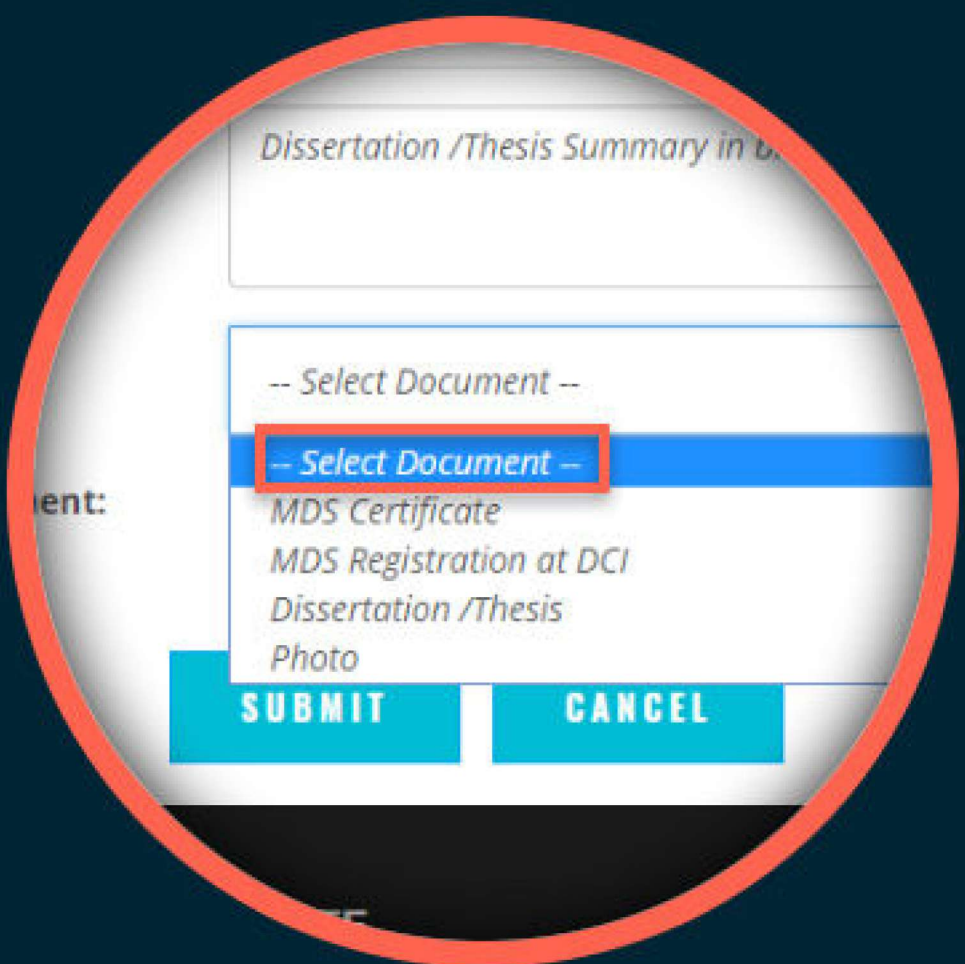 Dissertation /Thesis Summary in
-- Select Document --
-- Select Document --
MDS Certificate
ent:
MDS Registration at DCI
Dissertation /Thesis
Photo
SUBMIT
CANCEL